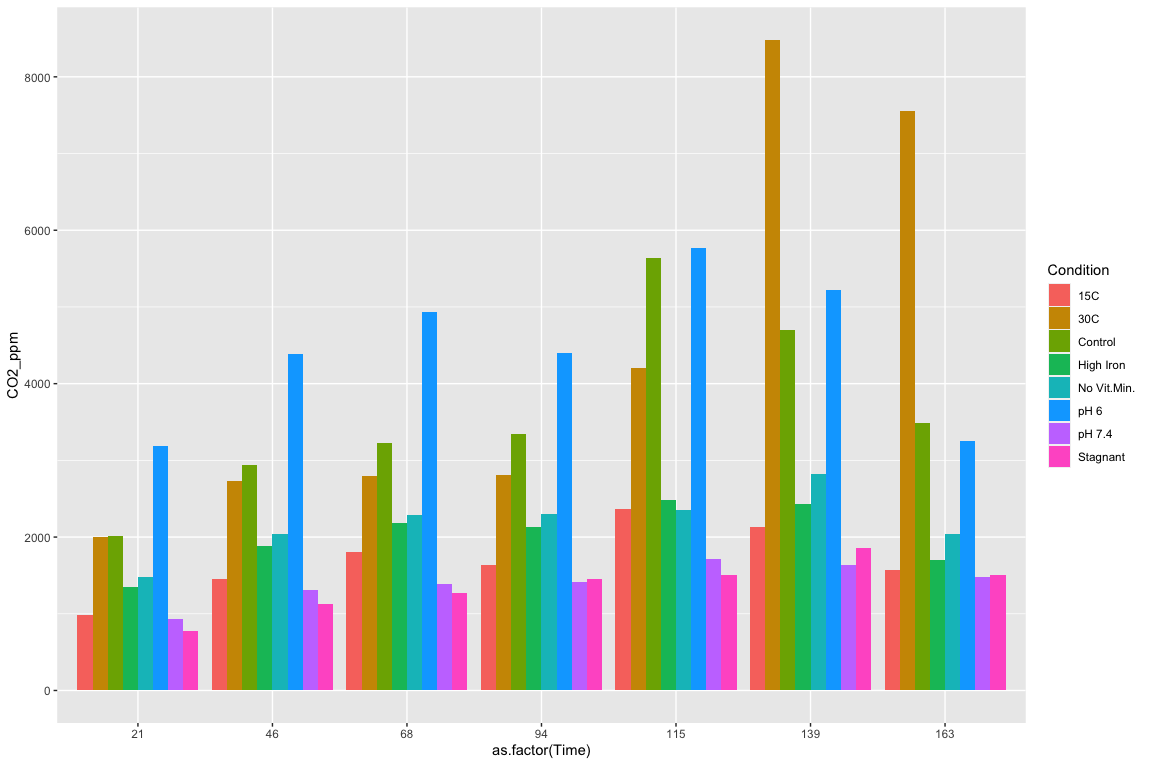 CO2_ppm
8000
6000
4000
2000
0
21 46 68 94 115 139 163
as.factor(Time)
Condition
15C
30C
Control
High Iron
No Vit.Min.
pH 6
pH 7.4
Stagnant